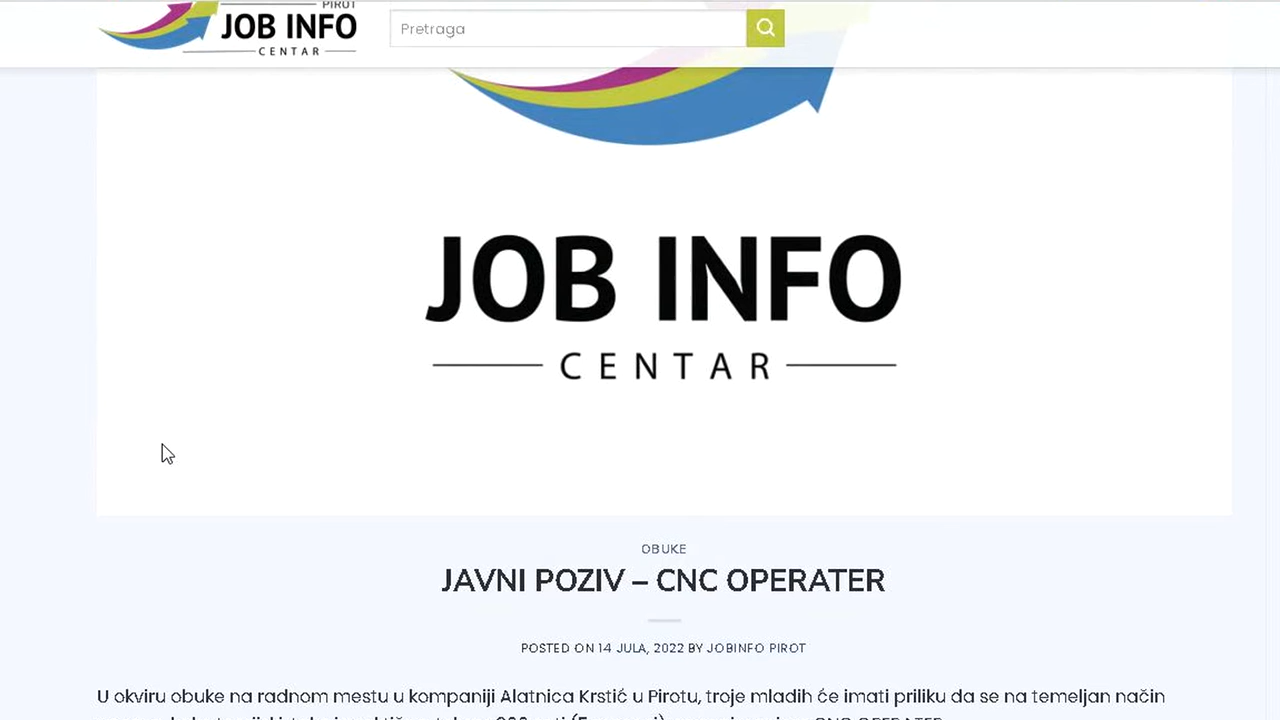 PIROT
JOB INFO
CENTAR
Pretraga
JOB INFO
CENTAR
OBUKE
JAVNI POZIV – CNC OPERATER
POSTED ON 14 JULA, 2022 BY JOBINFO PIROT
U okviru obuke na radnom mestu u kompaniji Alatnica Krstić u Pirotu, troje mladih će imati priliku da se na temeljan način